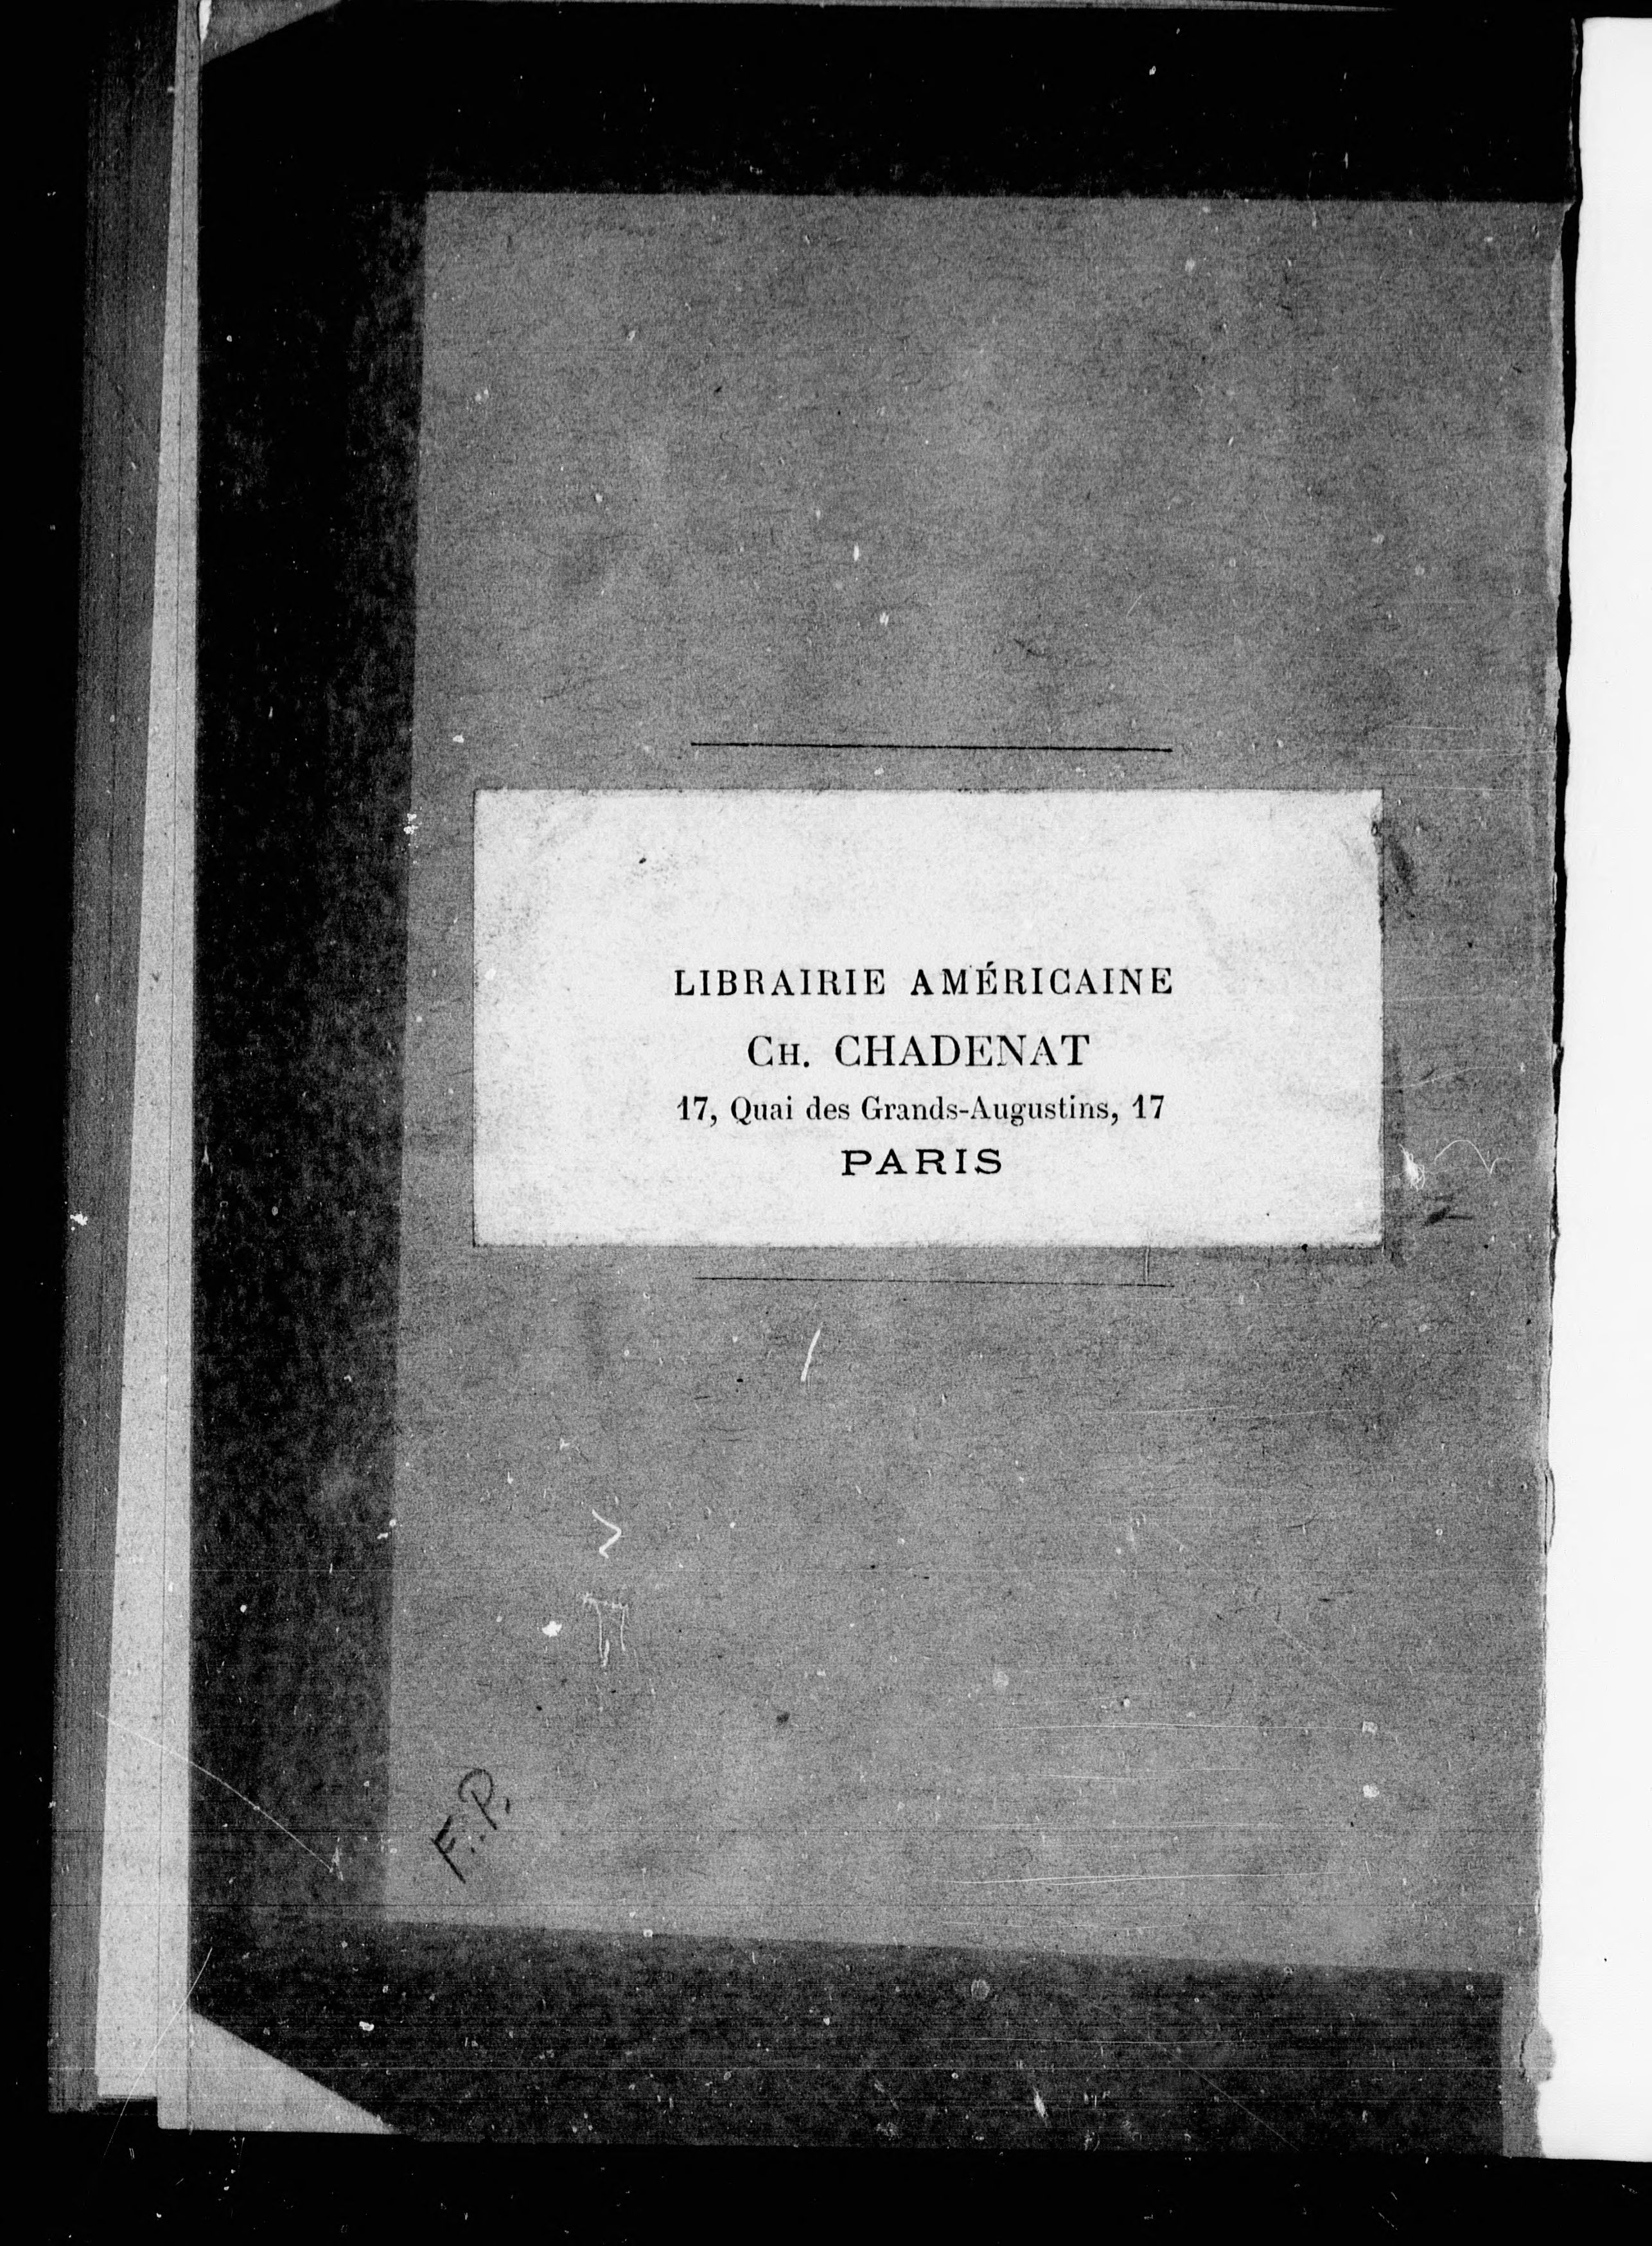 LIBRAIRIE AMÉRICAINE
CH. CHADENAT
17, Quai des Grands-Augustins, 17
PARIS
F.P.